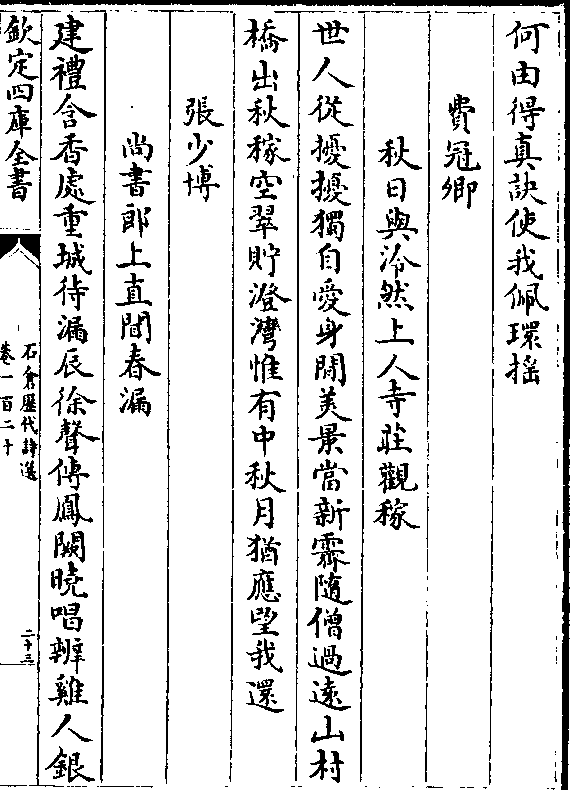 何由得真訣使我佩環揺
費冠卿
秋日與泠然上人寺莊觀稼
世人從擾擾獨自愛身閒美景當新霽隨僧過遠山村
橋出秋稼空翠貯澄灣惟有中秋月猶應望我還
張少博
尚書郎上直聞春漏
建禮含香處重城待漏辰徐聲傳鳳闕曉唱辨雞人銀
欽定四庫全書
石倉歴代詩選
卷一百二十
二十三